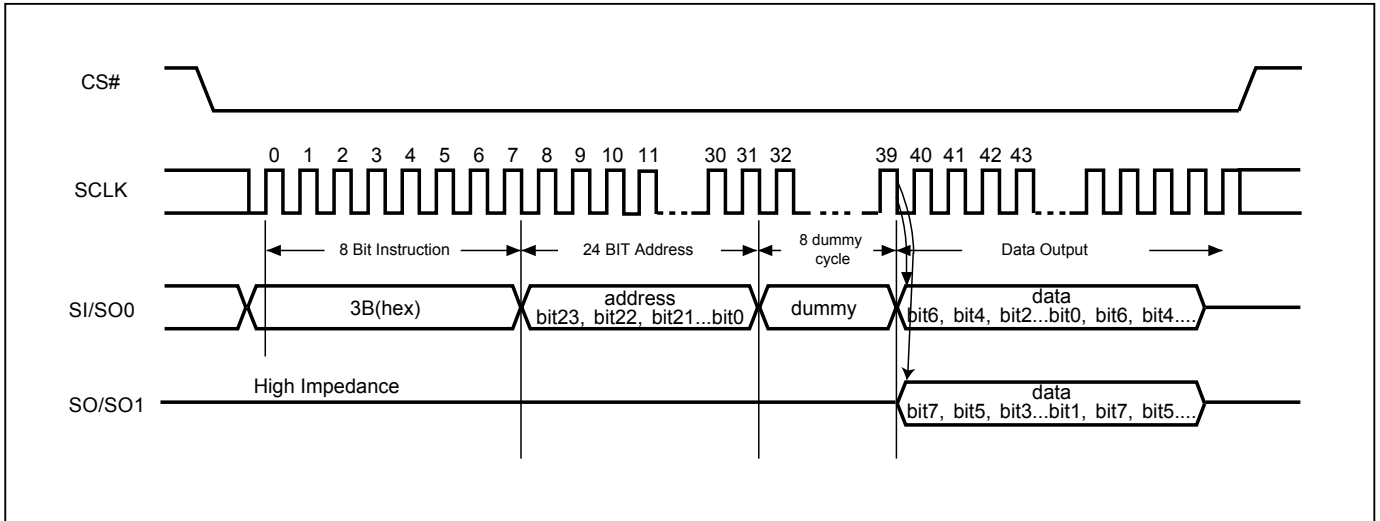 CS#
0 1 2 3 4 5 6 7 8 9 10 11 30 31 32 39 40 41 42 43
SCLK
8 Bit Instruction
24 BIT Address
8 dummy
cycle
Data Output
SI/SO0
3B(hex)
address
bit23, bit22, bit21...bit0
dummy
data
bit6, bit4, bit2...bit0, bit6, bit4....
High Impedance
SO/SO1
data
bit7, bit5, bit3...bit1, bit7, bit5....